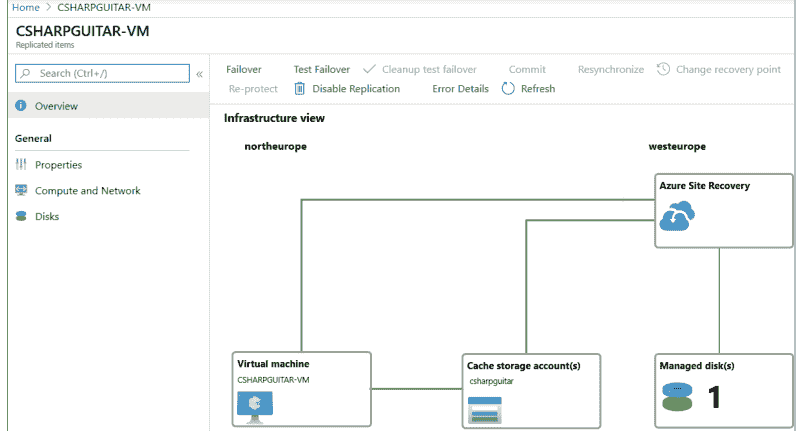 Home > CSHARPGUITAR-VM
CSHARPGUITAR-VM
Replicated items
Search (Ctrl+/) «
Overview
General
Properties
Compute and Network
Disks
Failover Test Failover Cleanup test failover Commit Resynchronize Change recovery point
Re-protect Disable Replication Error Details Refresh
Infrastructure view
northeurope westeurope
Azure Site Recovery
Virtual machine
CSHARPGUITAR-VM
Cache storage account(s)
csharpguitar
Managed disk(s)
1